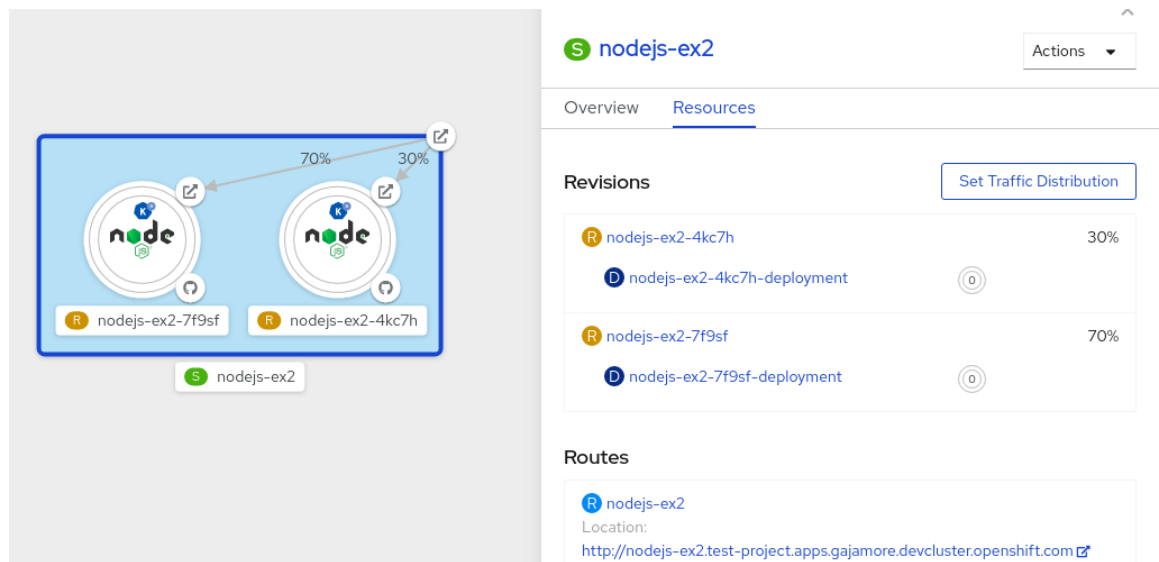 70%
30%
K
K
node
JS
node
JS
R nodejs-ex2-7f9sf
R nodejs-ex2-4kc7h
S nodejs-ex2
S nodejs-ex2
Actions
Overview
Resources
Revisions
Set Traffic Distribution
R nodejs-ex2-4kc7h 30%
D nodejs-ex2-4kc7h-deployment 0
R nodejs-ex2-7f9sf 70%
D nodejs-ex2-7f9sf-deployment 0
Routes
R nodejs-ex2
Location:
http://nodejs-ex2.test-project.apps.gajamore.devcluster.openshift.com